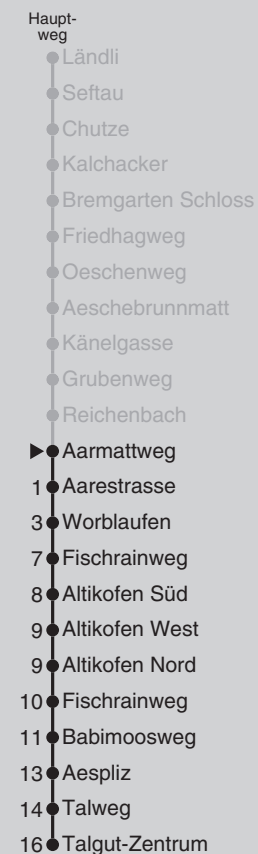 Haupt-
weg
Ländli
Seftau
Chutze
Kalchacker
Bremgarten Schloss
Friedhagweg
Oeschenweg
Aeschebrunnmatt
Känelgasse
Grubenweg
Reichenbach
Aarmattweg
1 Aarestrasse
3 Worblaufen
7 Fischrainweg
8 Altikofen Süd
9 Altikofen West
9 Altikofen Nord
10 Fischrainweg
11 Babimoosweg
13 Aespliz
14 Talweg
16 Talgut-Zentrum